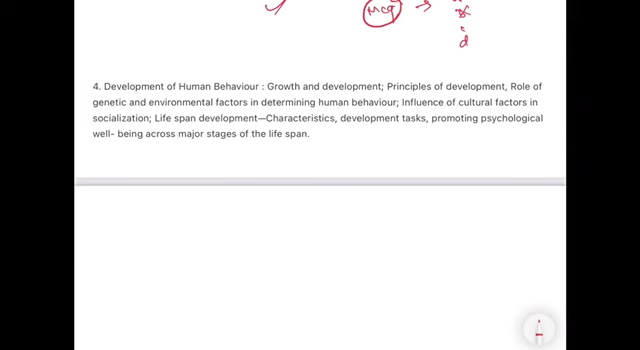 Mcq
d
4. Development of Human Behaviour : Growth and development; Principles of development, Role of
genetic and environmental factors in determining human behaviour; Influence of cultural factors in
socialization; Life span development—Characteristics, development tasks, promoting psychological
well- being across major stages of the life span.